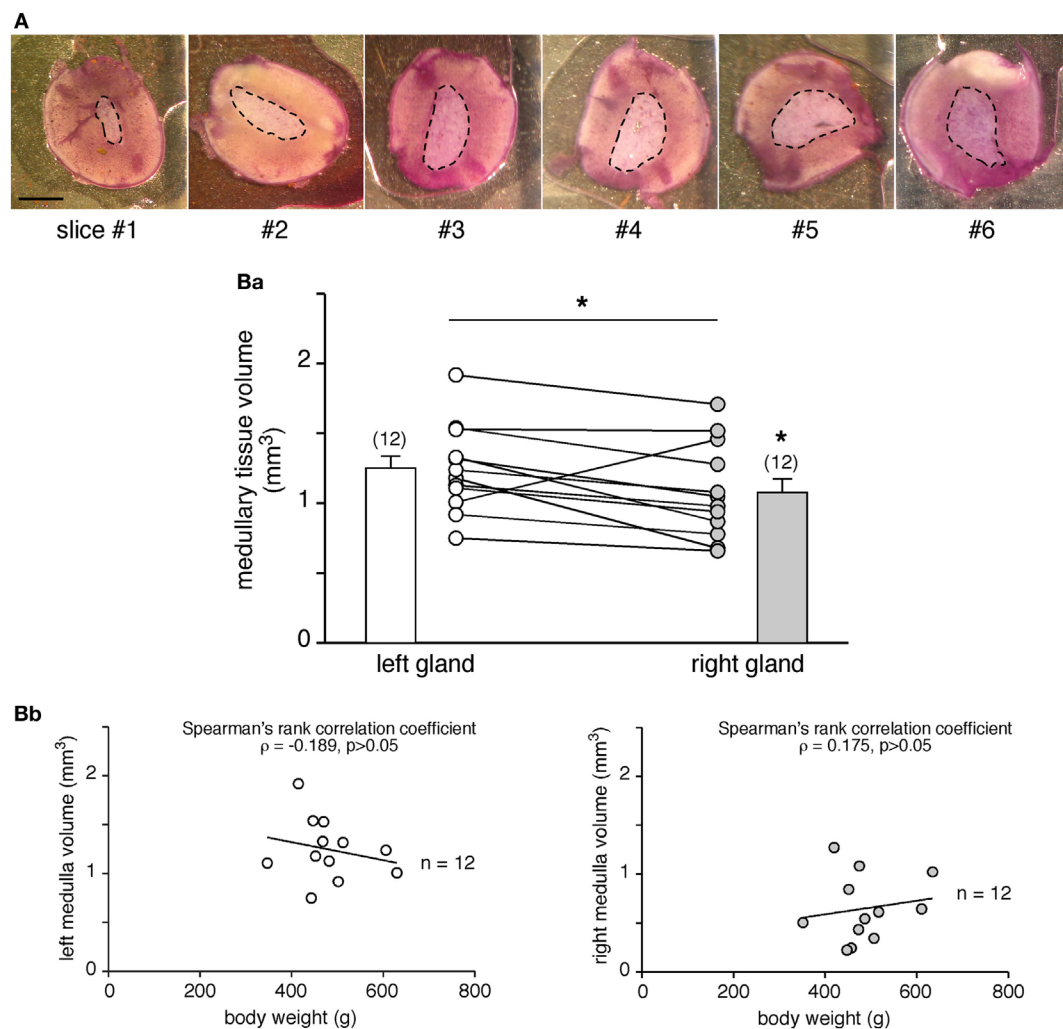 A
slice #1 #2 #3 #4 #5 #6
Ba
*
medullary tissue volume
(mm³)
2
1
0
(12)
*
(12)
left gland
right gland
Bb
Spearman's rank correlation coefficient
ρ = -0.189, p>0.05
left medulla volume (mm³)
2
1
0
n = 12
0 200 400 600 800
body weight (g)
Spearman's rank correlation coefficient
ρ = 0.175, p>0.05
right medulla volume (mm³)
2
1
0
n = 12
0 200 400 600 800
body weight (g)